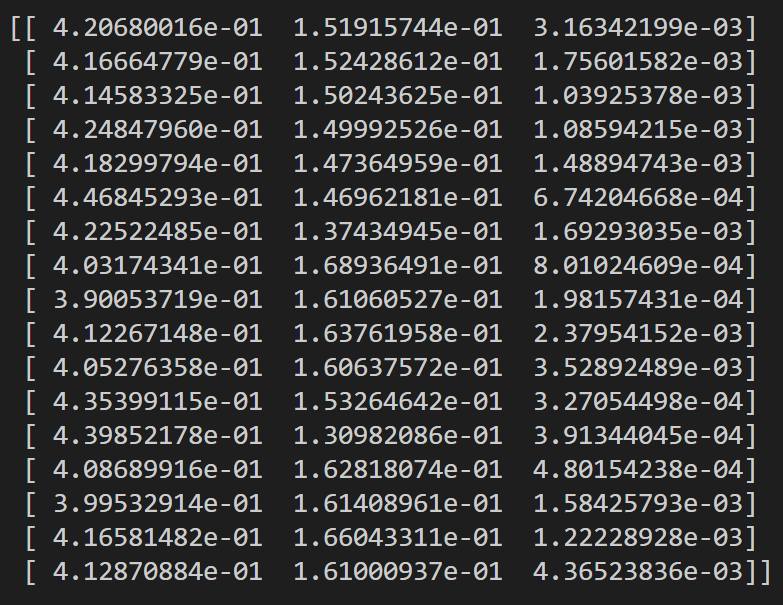 [[ 4.20680016e-01  1.51915744e-01  3.16342199e-03]
 [ 4.16664779e-01  1.52428612e-01  1.75601582e-03]
 [ 4.14583325e-01  1.50243625e-01  1.03925378e-03]
 [ 4.24847960e-01  1.49992526e-01  1.08594215e-03]
 [ 4.18299794e-01  1.47364959e-01  1.48894743e-03]
 [ 4.46845293e-01  1.46962181e-01  6.74204668e-04]
 [ 4.22522485e-01  1.37434945e-01  1.69293035e-03]
 [ 4.03174341e-01  1.68936491e-01  8.01024609e-04]
 [ 3.90053719e-01  1.61060527e-01  1.98157431e-04]
 [ 4.12267148e-01  1.63761958e-01  2.37954152e-03]
 [ 4.05276358e-01  1.60637572e-01  3.52892489e-03]
 [ 4.35399115e-01  1.53264642e-01  3.27054498e-04]
 [ 4.39852178e-01  1.30982086e-01  3.91344045e-04]
 [ 4.08689916e-01  1.62818074e-01  4.80154238e-04]
 [ 3.99532914e-01  1.61408961e-01  1.58425793e-03]
 [ 4.16581482e-01  1.66043311e-01  1.22228928e-03]
 [ 4.12870884e-01  1.61000937e-01  4.36523836e-03]]